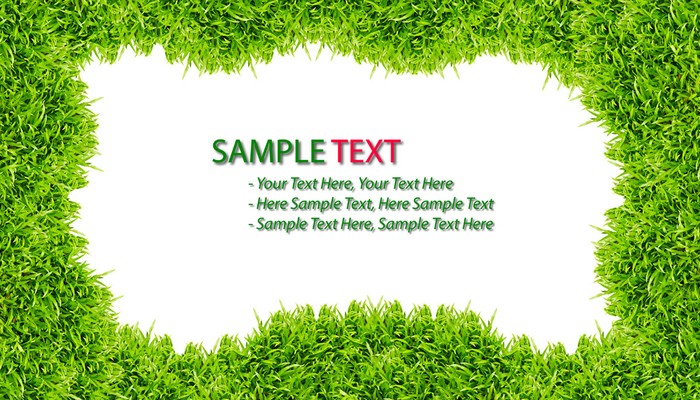 SAMPLE TEXT
- Your Text Here, Your Text Here
- Here Sample Text, Here Sample Text
- Sample Text Here, Sample Text Here